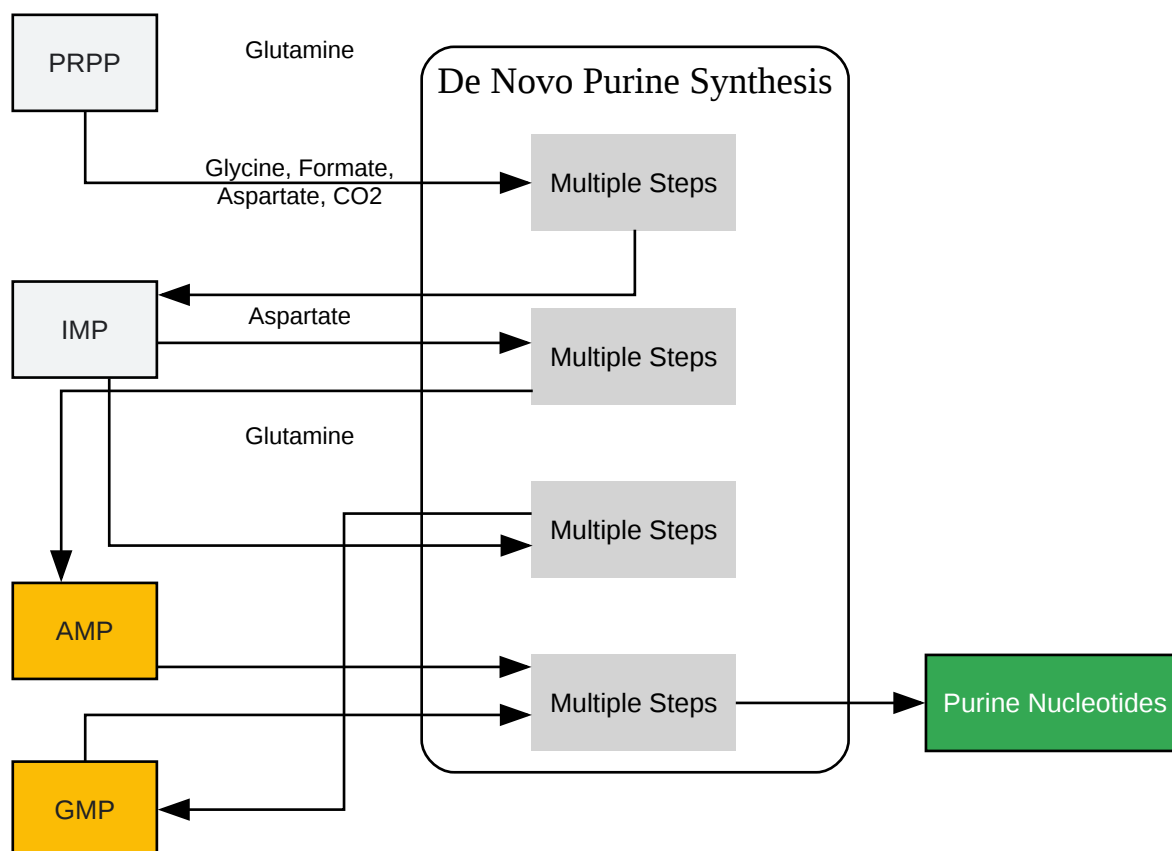 PRPP
Glutamine
De Novo Purine Synthesis
Glycine, Formate,
Aspartate, CO2
Multiple Steps
IMP
Aspartate
Multiple Steps
Glutamine
Multiple Steps
AMP
Multiple Steps
Purine Nucleotides
GMP